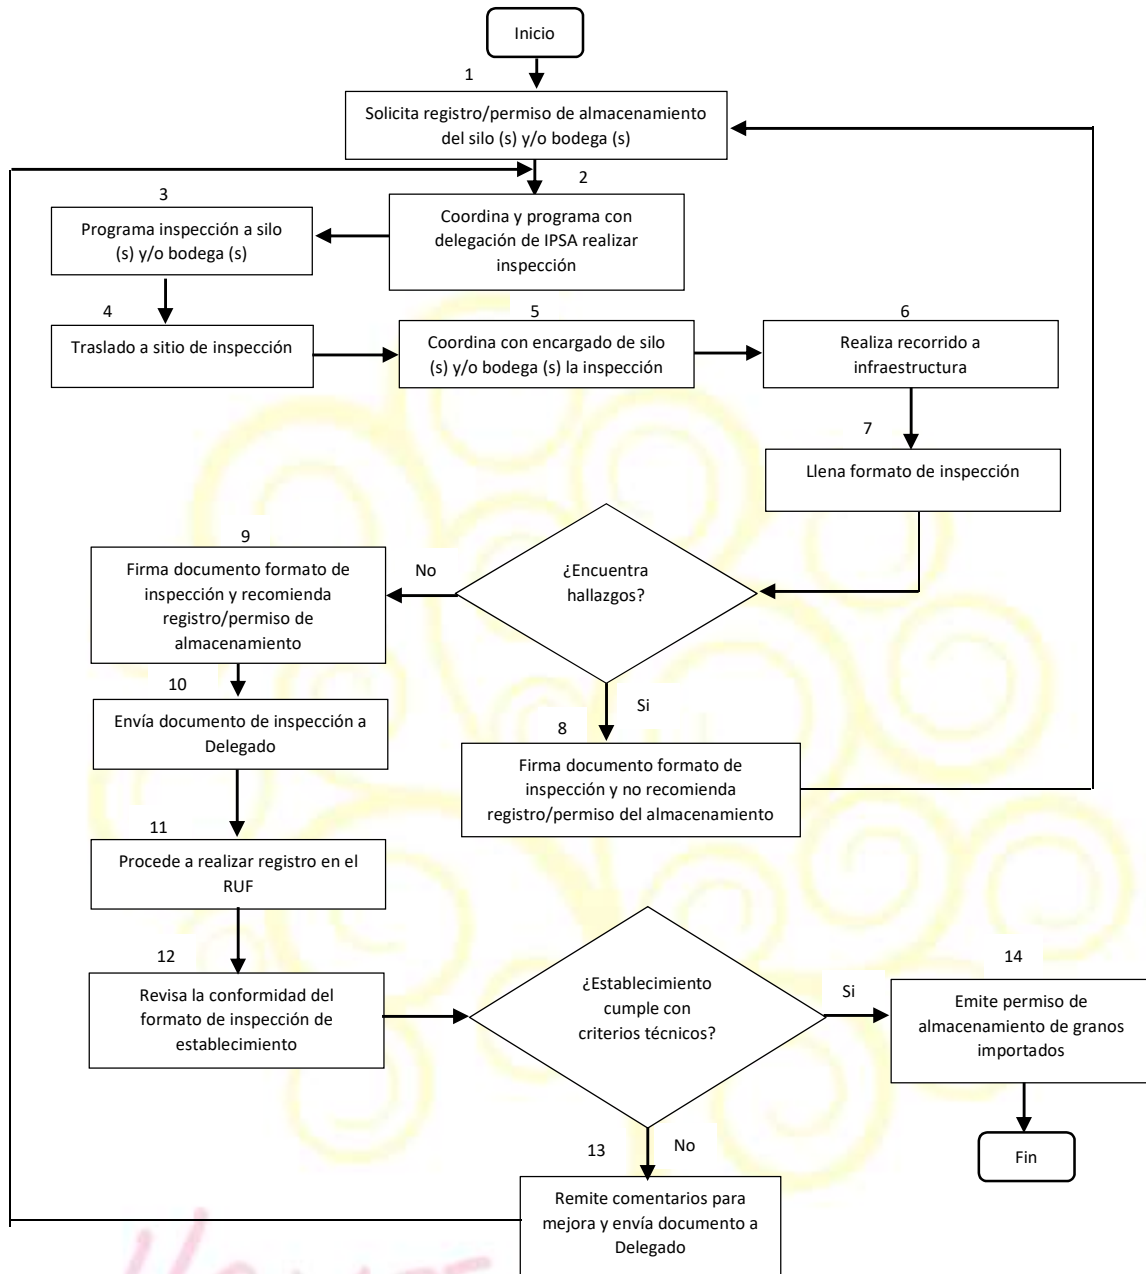 Inicio
1
Solicita registro/permiso de almacenamiento
del silo (s) y/o bodega (s)
2
Coordina y programa con
delegación de IPSA realizar
inspección
3
Programa inspección a silo
(s) y/o bodega (s)
4
Traslado a sitio de inspección
5
Coordina con encargado de silo
(s) y/o bodega (s) la inspección
6
Realiza recorrido a
infraestructura
7
Llena formato de inspección
¿Encuentra
hallazgos?
No
Si
8
Firma documento formato de
inspección y no recomienda
registro/permiso del almacenamiento
9
Firma documento formato de
inspección y recomienda
registro/permiso de
almacenamiento
10
Envía documento de inspección a
Delegado
11
Procede a realizar registro en el
RUF
12
Revisa la conformidad del
formato de inspección de
establecimiento
¿Establecimiento
cumple con
criterios técnicos?
Si
No
13
Remite comentarios para
mejora y envía documento a
Delegado
14
Emite permiso de
almacenamiento de granos
importados
Fin